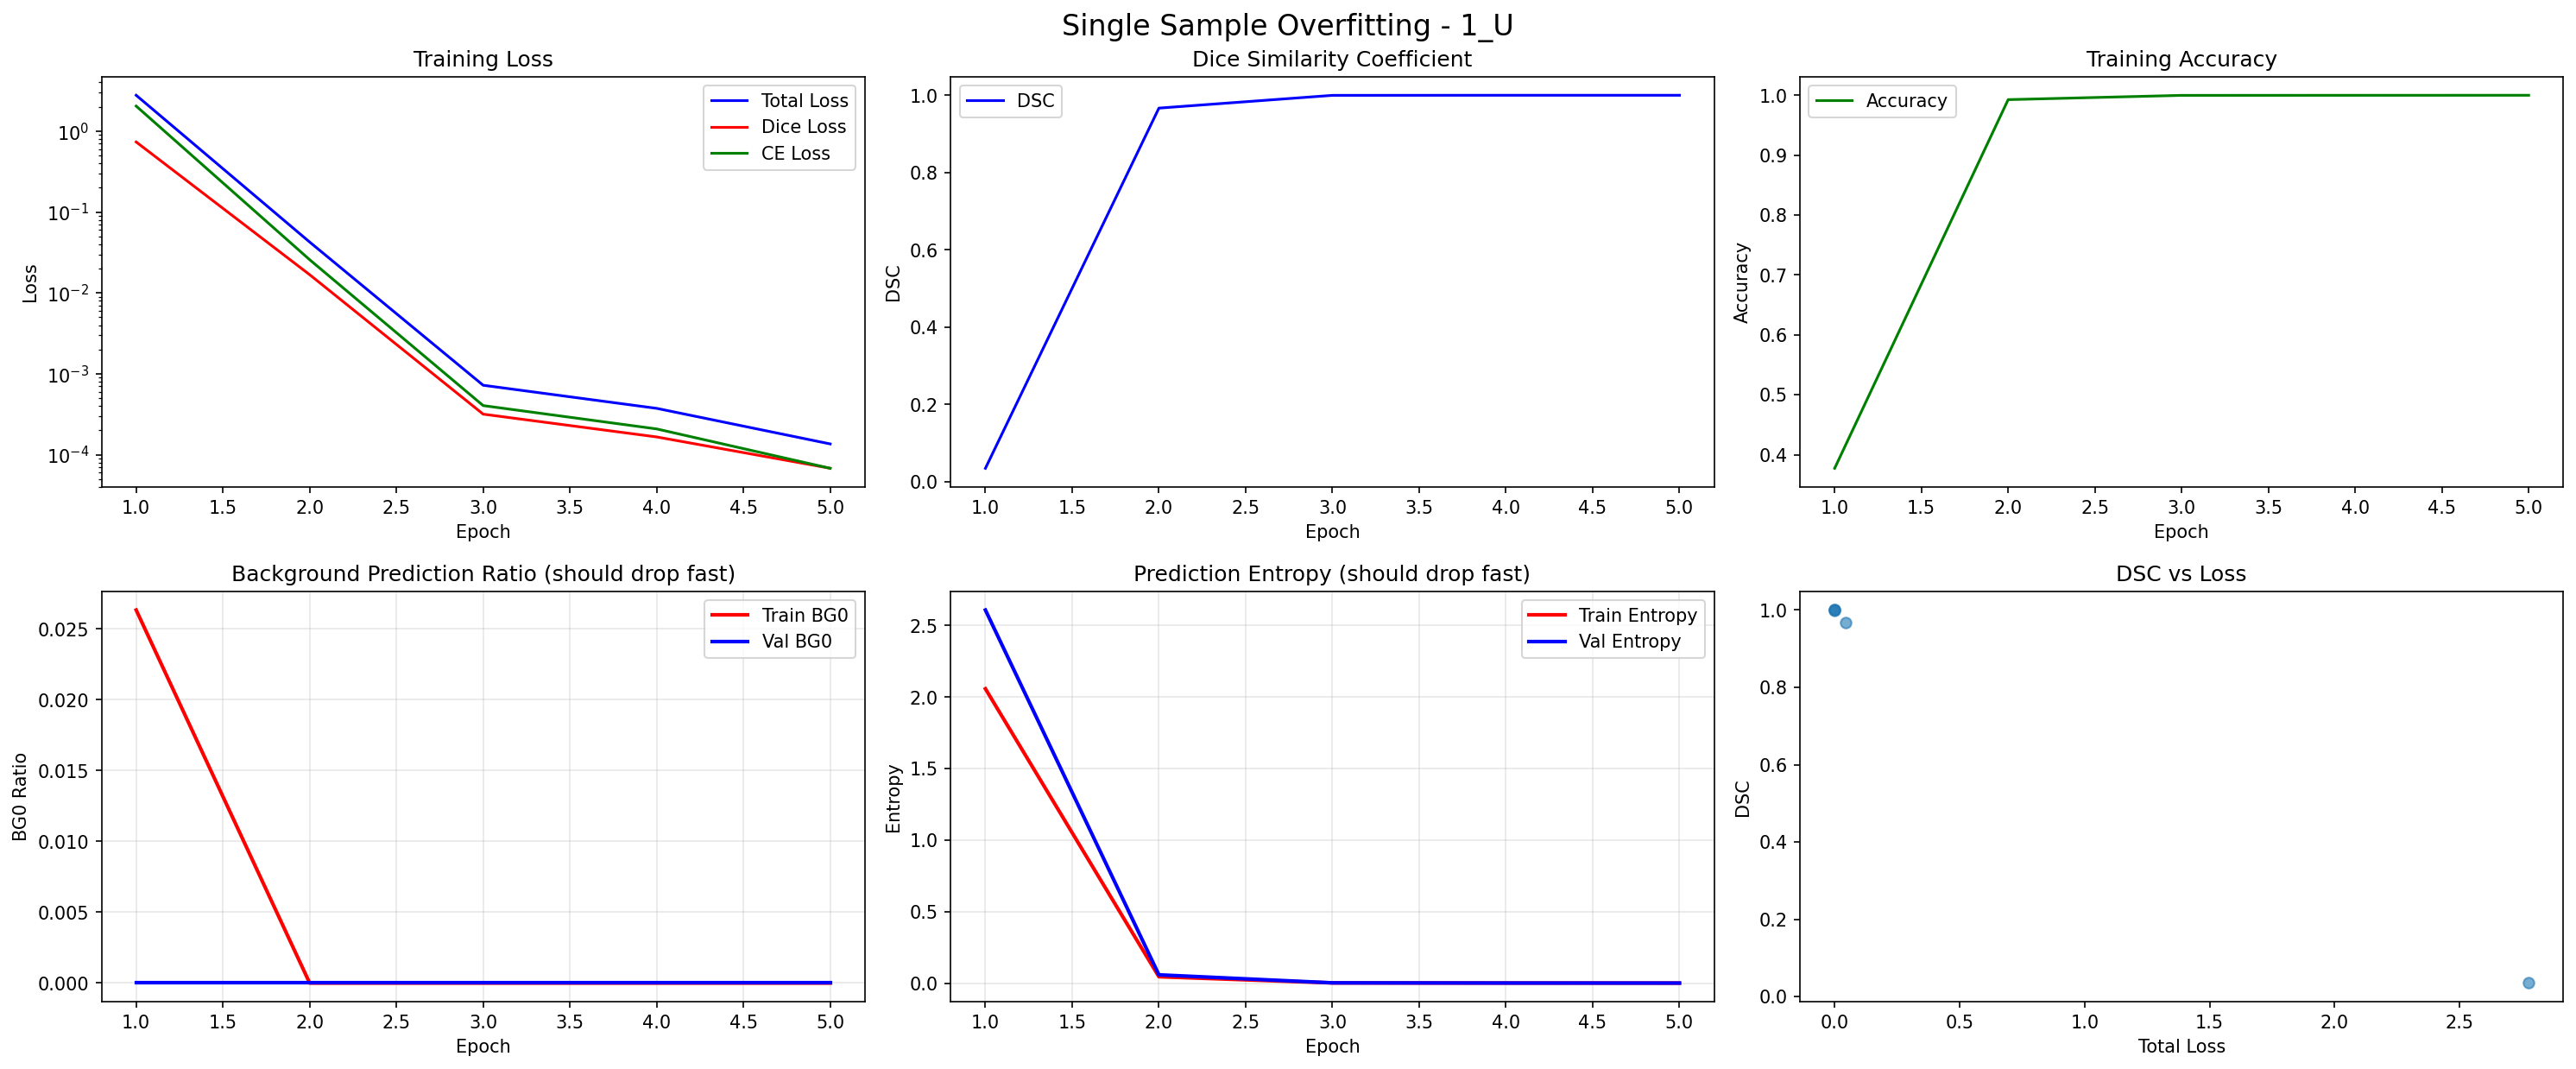 Single Sample Overfitting - 1_U
Training Loss
Loss
10⁰
10⁻¹
10⁻²
10⁻³
10⁻⁴
Total Loss
Dice Loss
CE Loss
1.0 1.5 2.0 2.5 3.0 3.5 4.0 4.5 5.0
Epoch
Dice Similarity Coefficient
DSC
1.0
0.8
0.6
0.4
0.2
0.0
DSC
1.0 1.5 2.0 2.5 3.0 3.5 4.0 4.5 5.0
Epoch
Training Accuracy
Accuracy
1.0
0.9
0.8
0.7
0.6
0.5
0.4
Accuracy
1.0 1.5 2.0 2.5 3.0 3.5 4.0 4.5 5.0
Epoch
Background Prediction Ratio (should drop fast)
BG0 Ratio
0.025
0.020
0.015
0.010
0.005
0.000
Train BG0
Val BG0
1.0 1.5 2.0 2.5 3.0 3.5 4.0 4.5 5.0
Epoch
Prediction Entropy (should drop fast)
Entropy
2.5
2.0
1.5
1.0
0.5
0.0
Train Entropy
Val Entropy
1.0 1.5 2.0 2.5 3.0 3.5 4.0 4.5 5.0
Epoch
DSC vs Loss
DSC
1.0
0.8
0.6
0.4
0.2
0.0
0.0 0.5 1.0 1.5 2.0 2.5
Total Loss